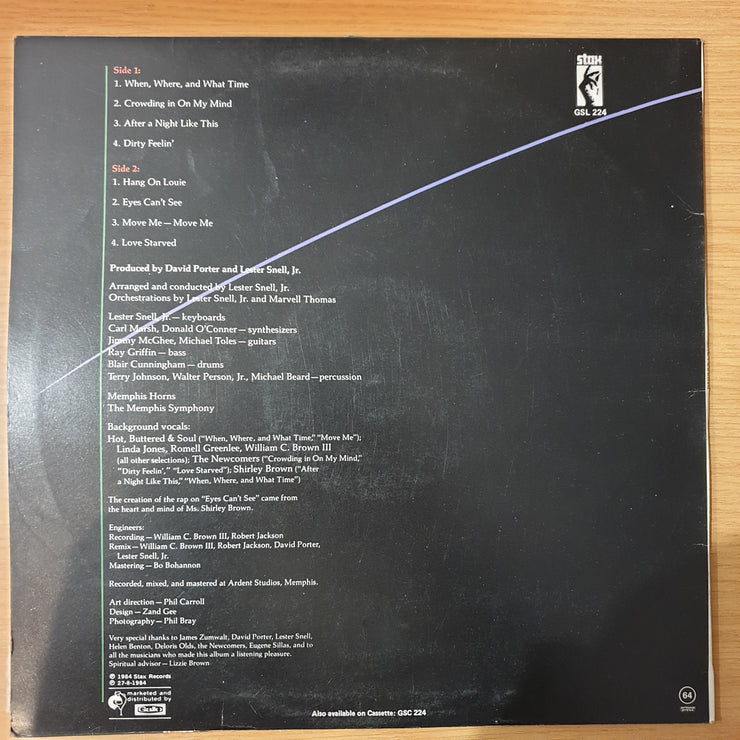 Side 1:
1. When, Where, and What Time
2. Crowding in On My Mind
3. After a Night Like This
4. Dirty Feelin'
Side 2:
1. Hang On Louie
2. Eyes Can't See
3. Move Me — Move Me
4. Love Starved
Produced by David Porter and Lester Snell, Jr.
Arranged and conducted by Lester Snell, Jr.
Orchestrations by Lester Snell, Jr. and Marvell Thomas
Lester Snell, Jr. — keyboards
Carl Marsh, Donald O'Conner — synthesizers
Jimmy McGhee, Michael Toles — guitars
Ray Griffin — bass
Blair Cunningham — drums
Terry Johnson, Walter Person, Jr., Michael Beard — percussion
Memphis Horns
The Memphis Symphony
Background vocals:
Hot, Buttered & Soul ("When, Where, and What Time," "Move Me");
Linda Jones, Romell Greenlee, William C. Brown III
(all other selections); The Newcomers ("Crowding in On My Mind,"
"Dirty Feelin'," "Love Starved"); Shirley Brown ("After
a Night Like This," "When, Where, and What Time")
The creation of the rap on "Eyes Can't See" came from
the heart and mind of Ms. Shirley Brown.
Engineers:
Recording — William C. Brown III, Robert Jackson
Remix — William C. Brown III, Robert Jackson, David Porter,
Lester Snell, Jr.
Mastering — Bo Bohannon
Recorded, mixed, and mastered at Ardent Studios, Memphis.
Art direction — Phil Carroll
Design — Zand Gee
Photography — Phil Bray
Very special thanks to James Zumwalt, David Porter, Lester Snell,
Helen Benton, Deloris Olds, the Newcomers, Eugene Sillas, and to
all the musicians who made this album a listening pleasure.
Spiritual advisor — Lizzie Brown
℗ 1984 Stax Records
℗ 27-8-1984
marketed and
distributed by
Gallo
stax
GSL 224
Also available on Cassette: GSC 224
64